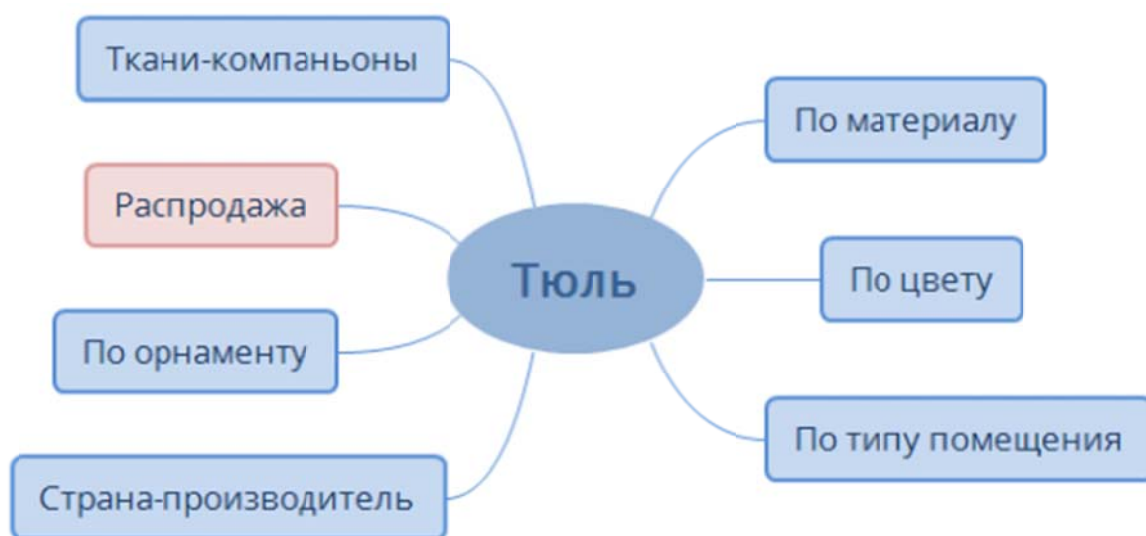 Ткани-компаньоны
По материалу
Распродажа
Тюль
По цвету
По орнаменту
По типу помещения
Страна-производитель